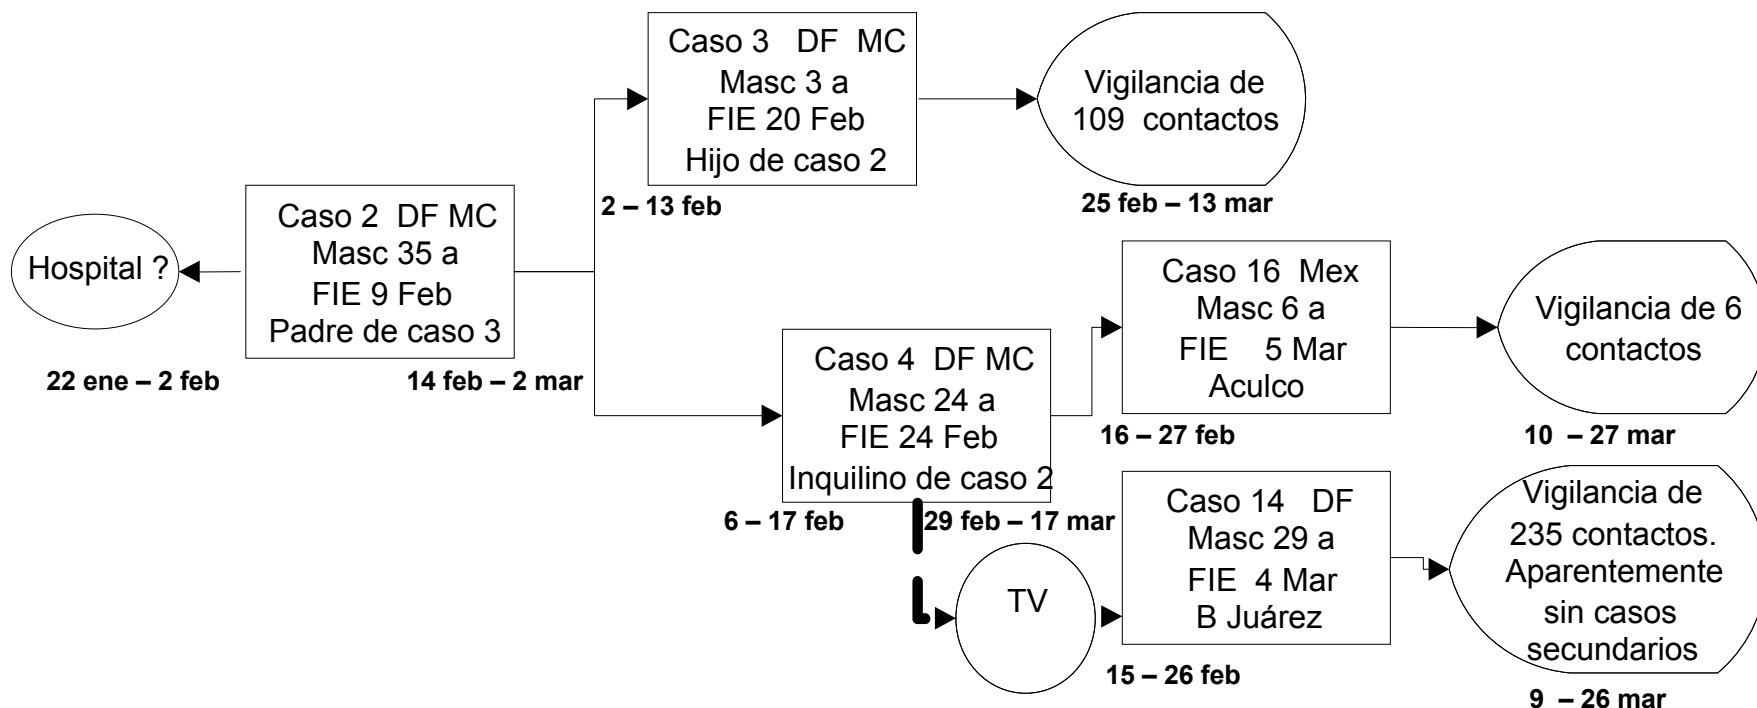 Caso 3 DF MC
Masc 3 a
FIE 20 Feb
Hijo de caso 2
Vigilancia de
109 contactos
2 – 13 feb
25 feb – 13 mar
Hospital ?
Caso 2 DF MC
Masc 35 a
FIE 9 Feb
Padre de caso 3
22 ene – 2 feb
14 feb – 2 mar
Caso 4 DF MC
Masc 24 a
FIE 24 Feb
Inquilino de caso 2
6 – 17 feb
29 feb – 17 mar
Caso 16 Mex
Masc 6 a
FIE 5 Mar
Aculco
16 – 27 feb
Vigilancia de 6
contactos
10 – 27 mar
TV
Caso 14 DF
Masc 29 a
FIE 4 Mar
B Juárez
15 – 26 feb
Vigilancia de
235 contactos.
Aparentemente
sin casos
secundarios
9 – 26 mar